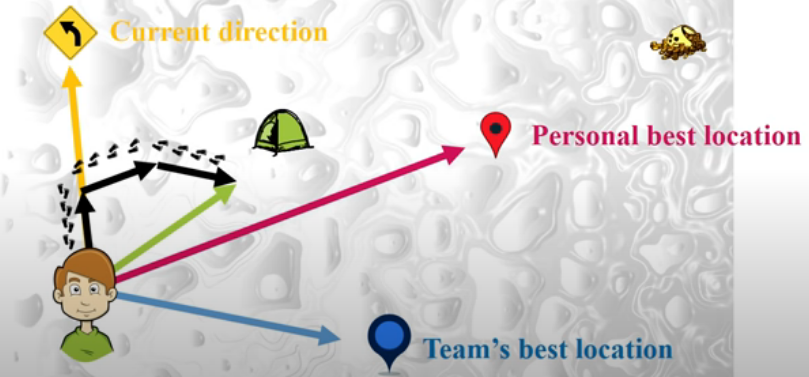 Current direction
Personal best location
Team's best location